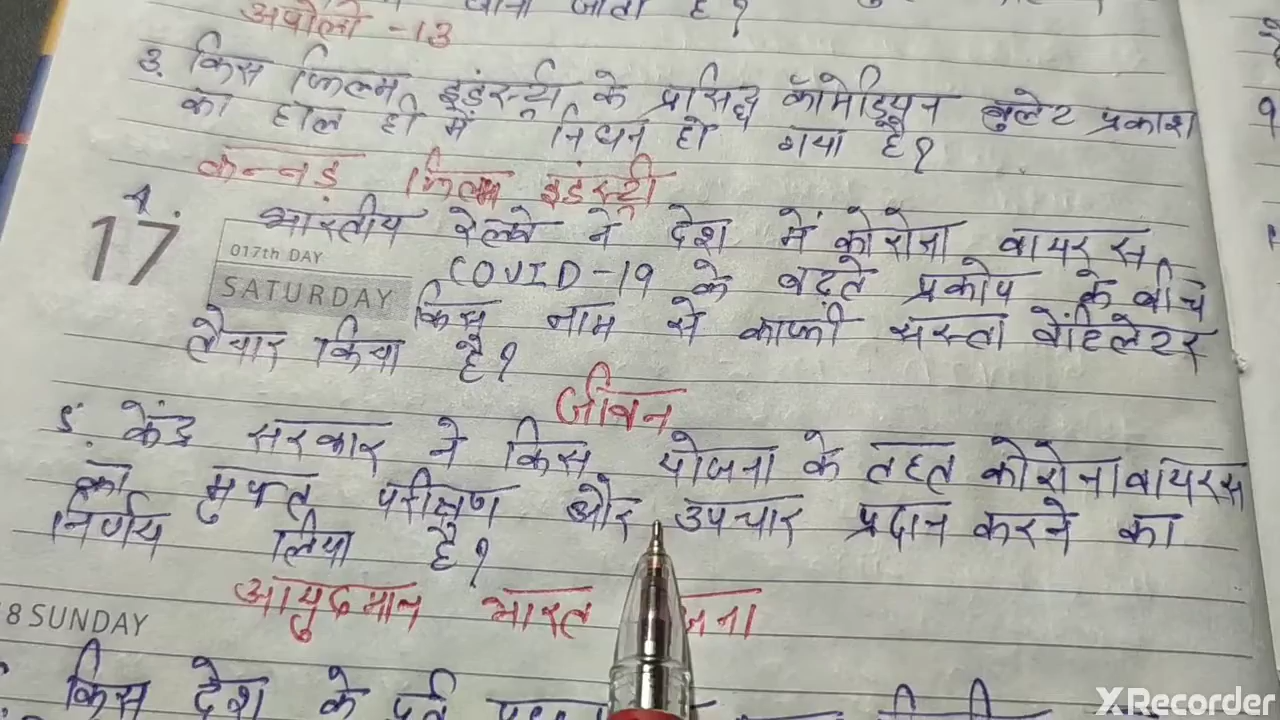 जाता है?
अपोलो -13
3. किस फिल्म इंडस्ट्री के प्रसिद्ध कॉमेडियन बुलेट प्रकाश
का हाल ही में निधन हो गया है?
कन्नड़ फिल्म इंडस्ट्री
4.
17
017th DAY
SATURDAY
भारतीय रेलवे ने देश में कोरोना वायरस
COVID-19 के बढ़ते प्रकोप के बीच
किस नाम से काफी सस्ता वेंटिलेटर
तैयार किया है?
जीवन
5. केंद्र सरकार ने किस योजना के तहत कोरोनावायरस
का मुफ्त परीक्षण और उपचार प्रदान करने का
निर्णय लिया है?
आयुष्मान भारत जना
8 SUNDAY
किस देश के पूर्व
XRecorder